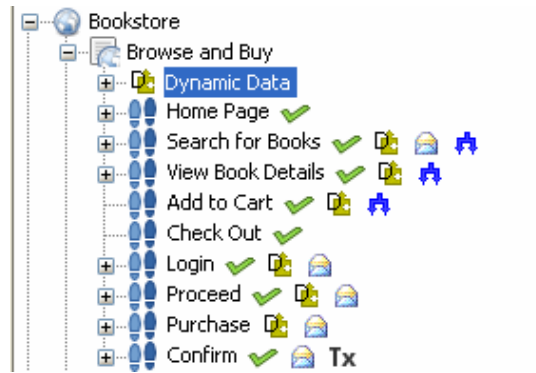 Bookstore
Browse and Buy
Dynamic Data
Home Page
Search for Books
View Book Details
Add to Cart
Check Out
Login
Proceed
Purchase
Confirm Tx